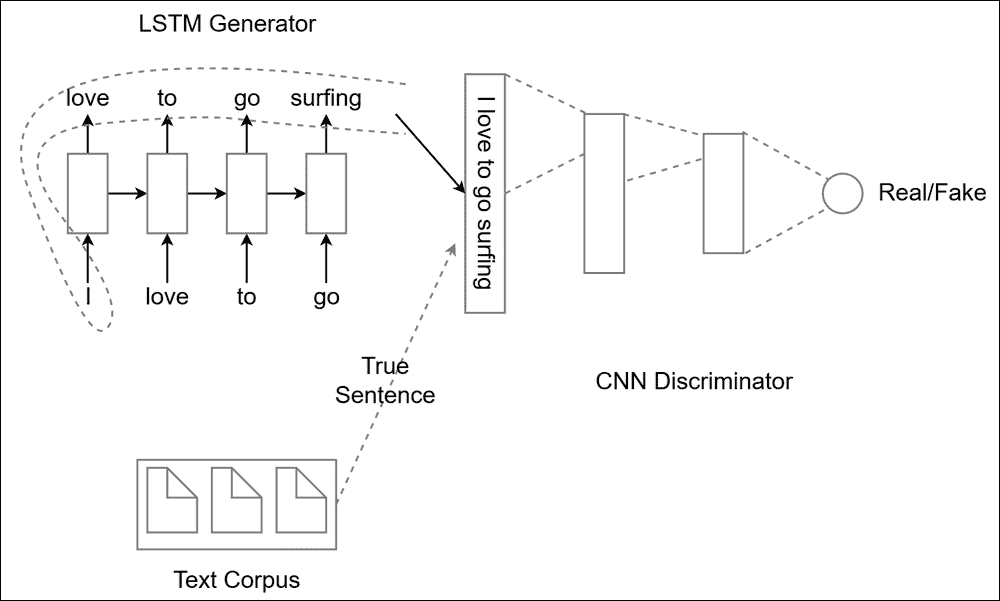 LSTM Generator
love to go surfing
I love to go
I love to go surfing
Real/Fake
True
Sentence
CNN Discriminator
Text Corpus